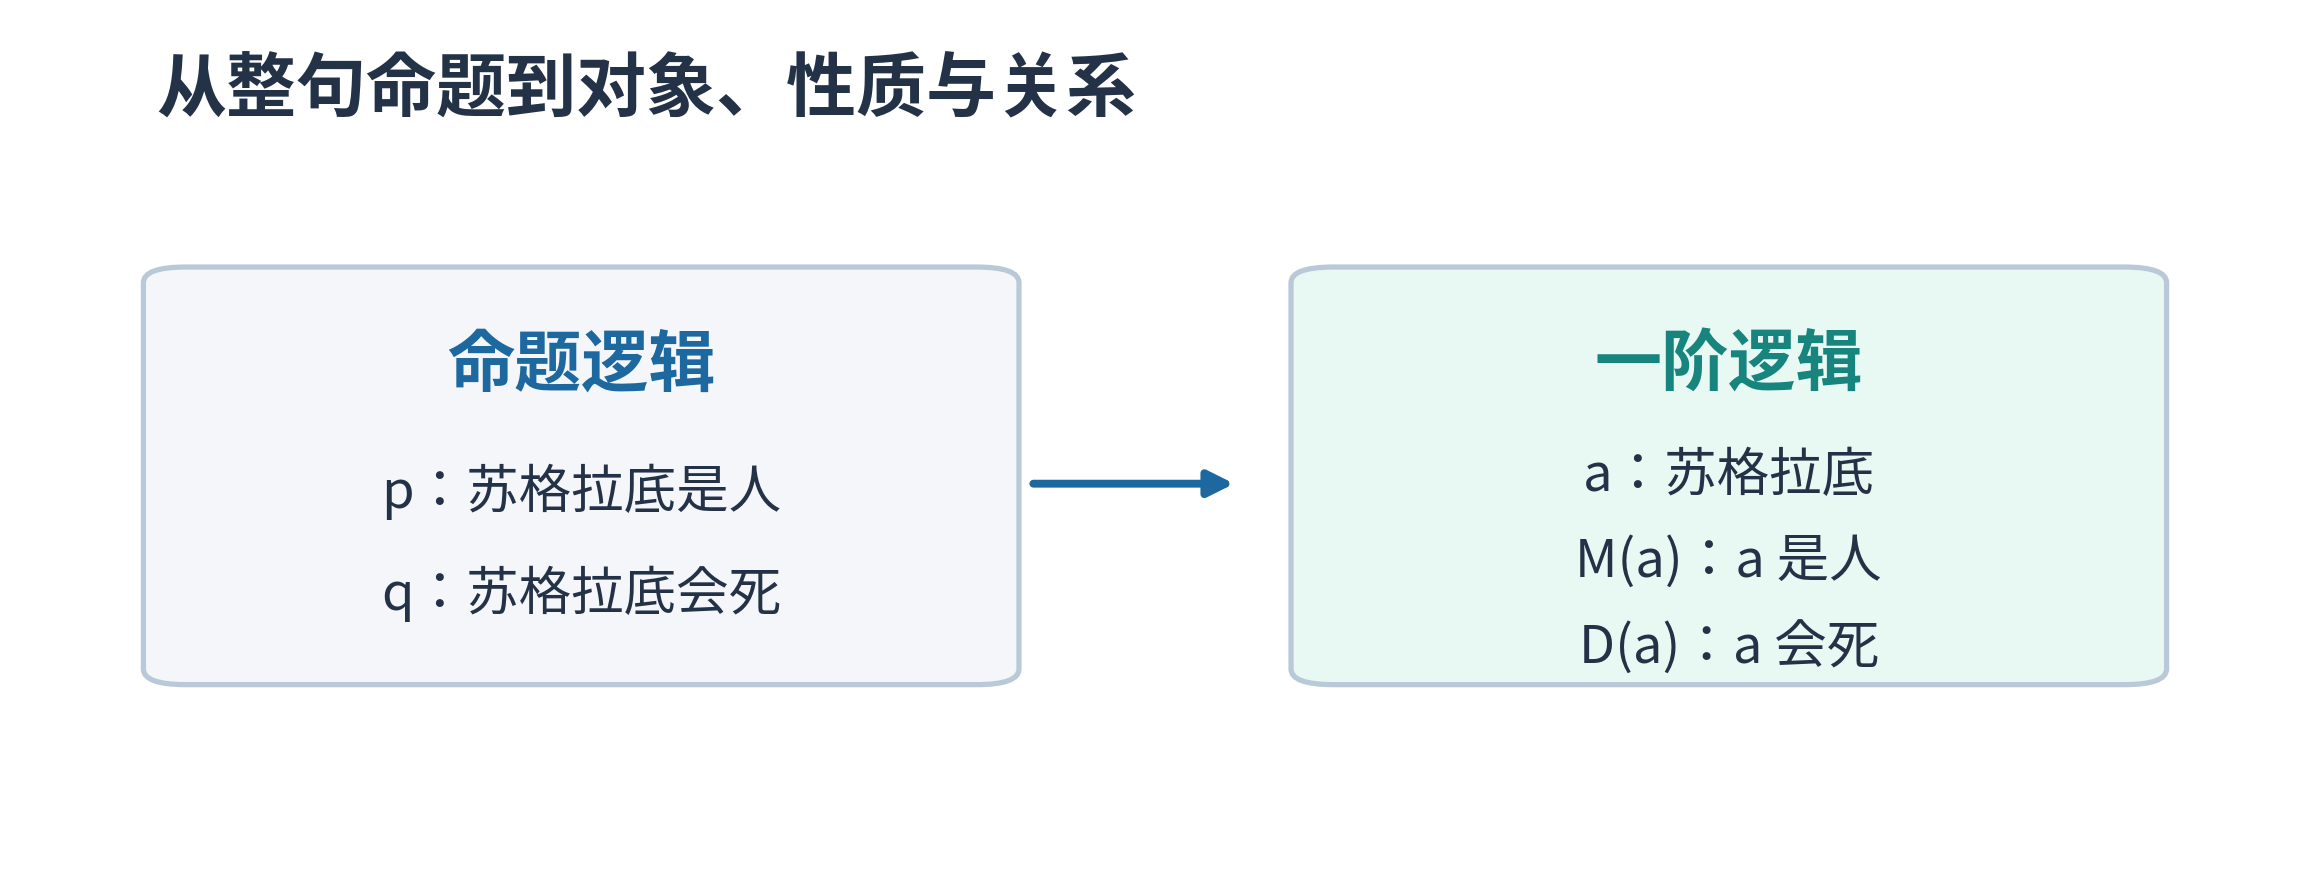 从整句命题到对象、性质与关系
命题逻辑
p：苏格拉底是人
q：苏格拉底会死
一阶逻辑
a：苏格拉底
M(a)：a 是人
D(a)：a 会死